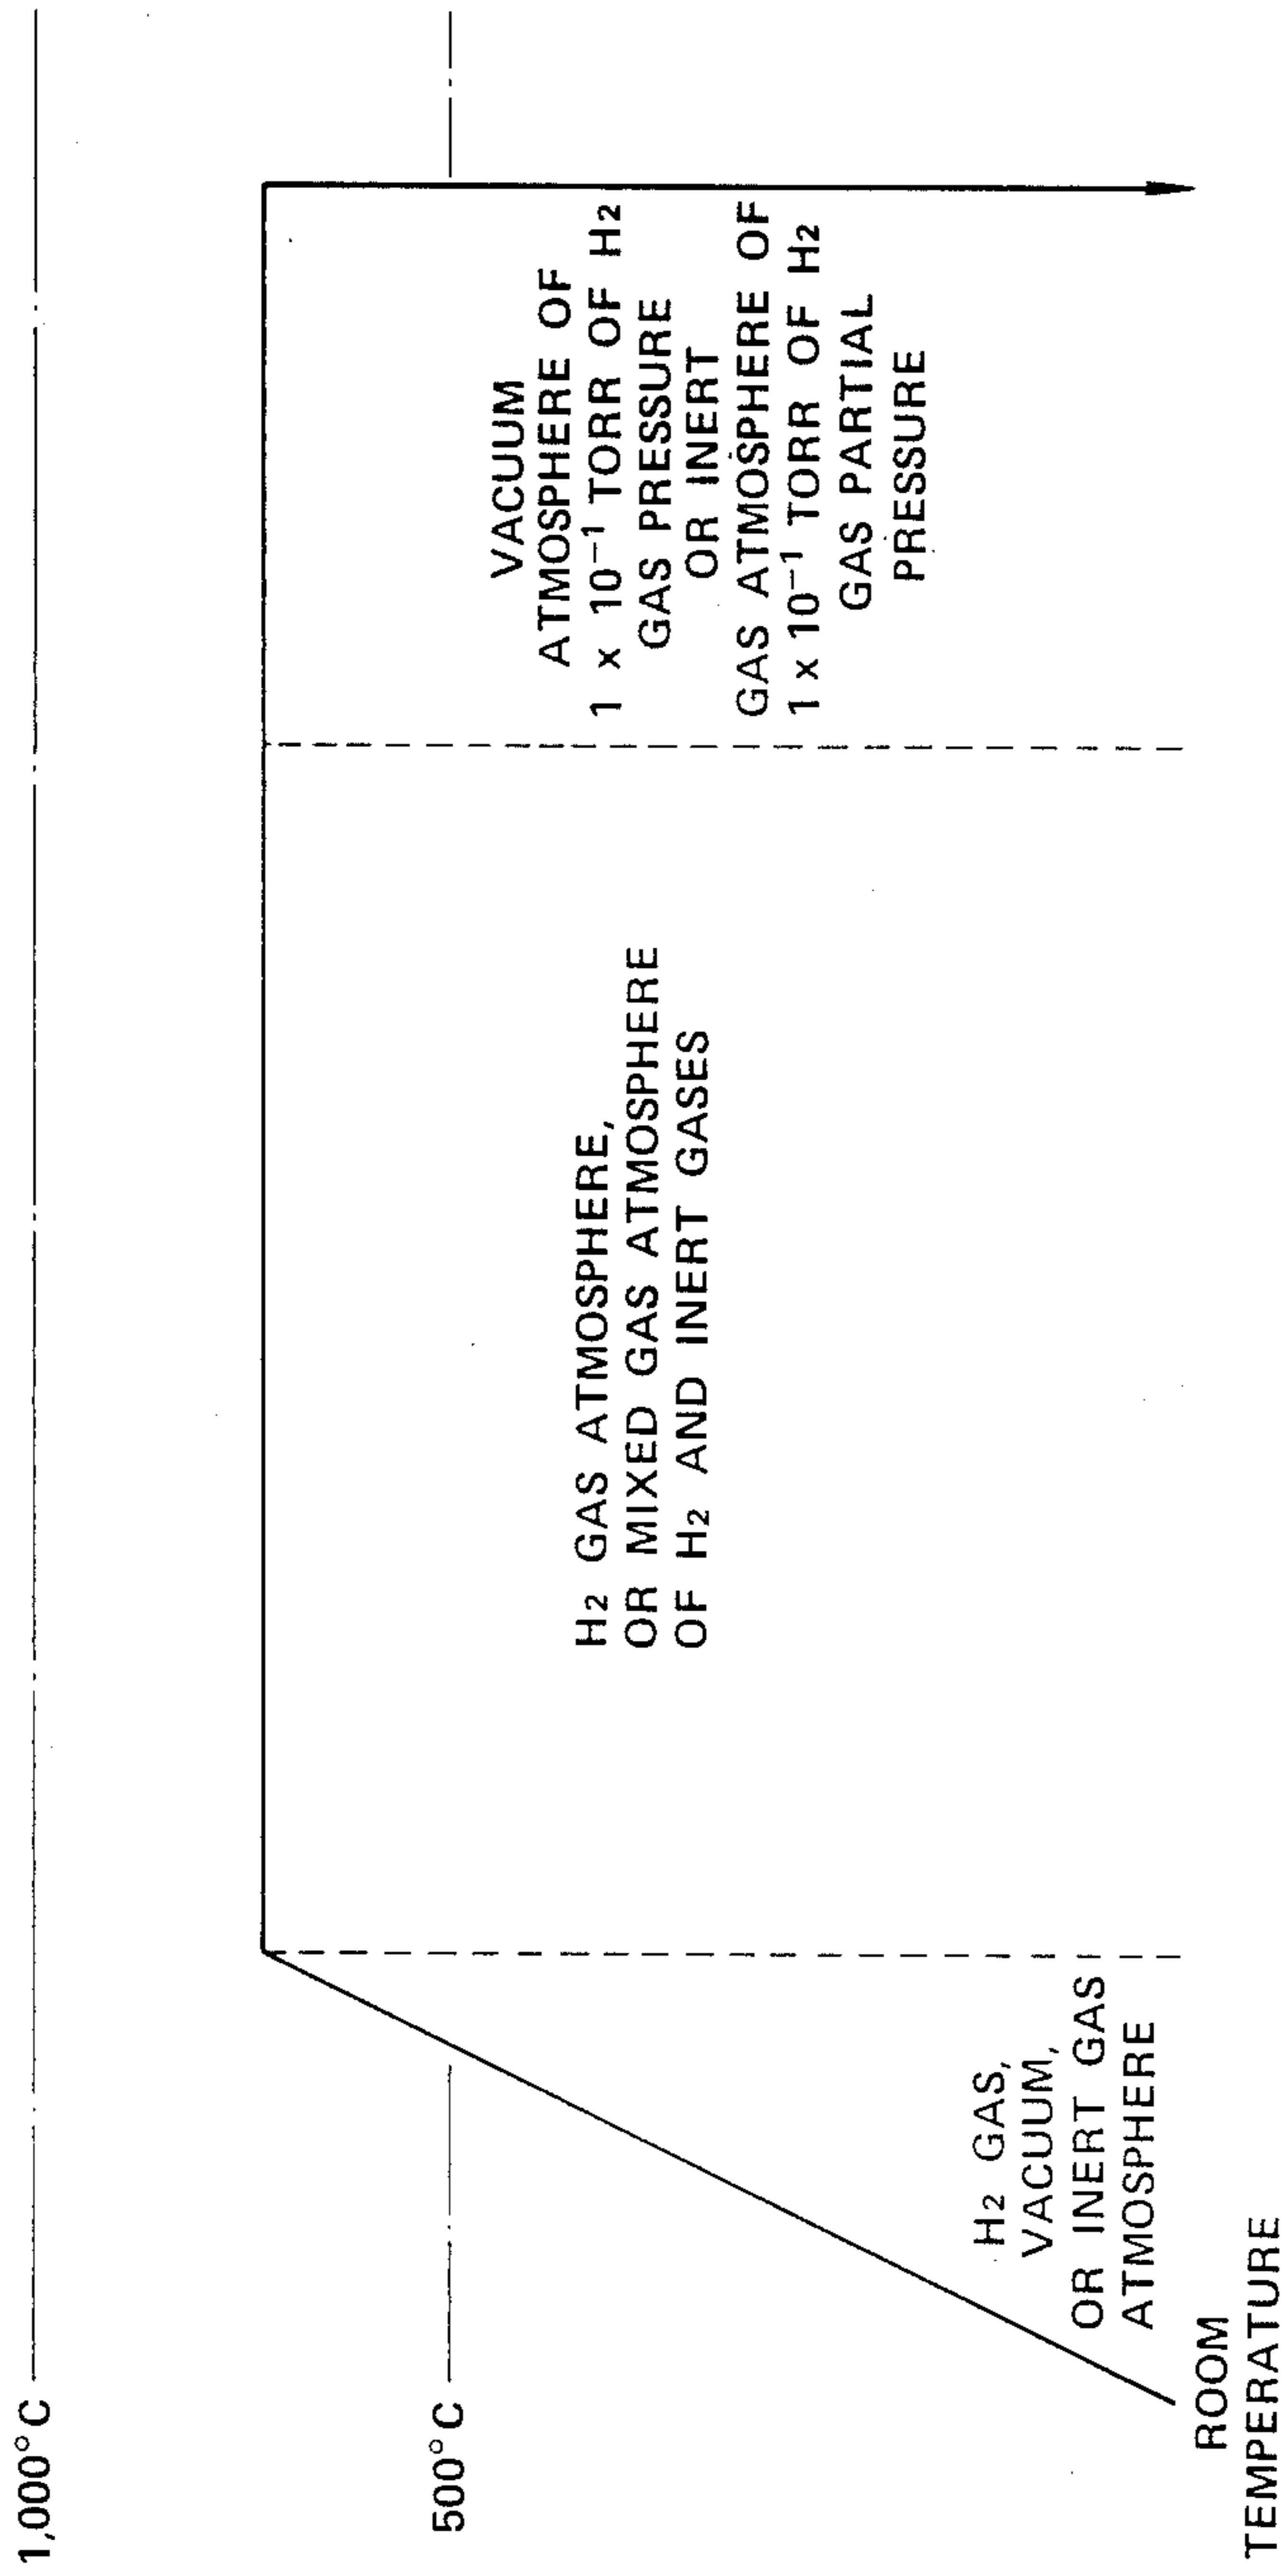 1,000°C
500°C
ROOM
TEMPERATURE
H2 GAS,
VACUUM,
OR INERT GAS
ATMOSPHERE
H2 GAS ATMOSPHERE,
OR MIXED GAS ATMOSPHERE
OF H2 AND INERT GASES
VACUUM
ATMOSPHERE OF
1 x 10⁻¹ TORR OF H2
GAS PRESSURE
OR INERT
GAS ATMOSPHERE OF
1 x 10⁻¹ TORR OF H2
GAS PARTIAL
PRESSURE